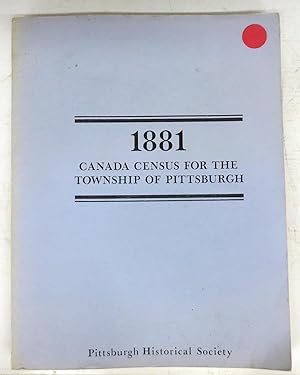 1881
CANADA CENSUS FOR THE
TOWNSHIP OF PITTSBURGH
Pittsburgh Historical Society